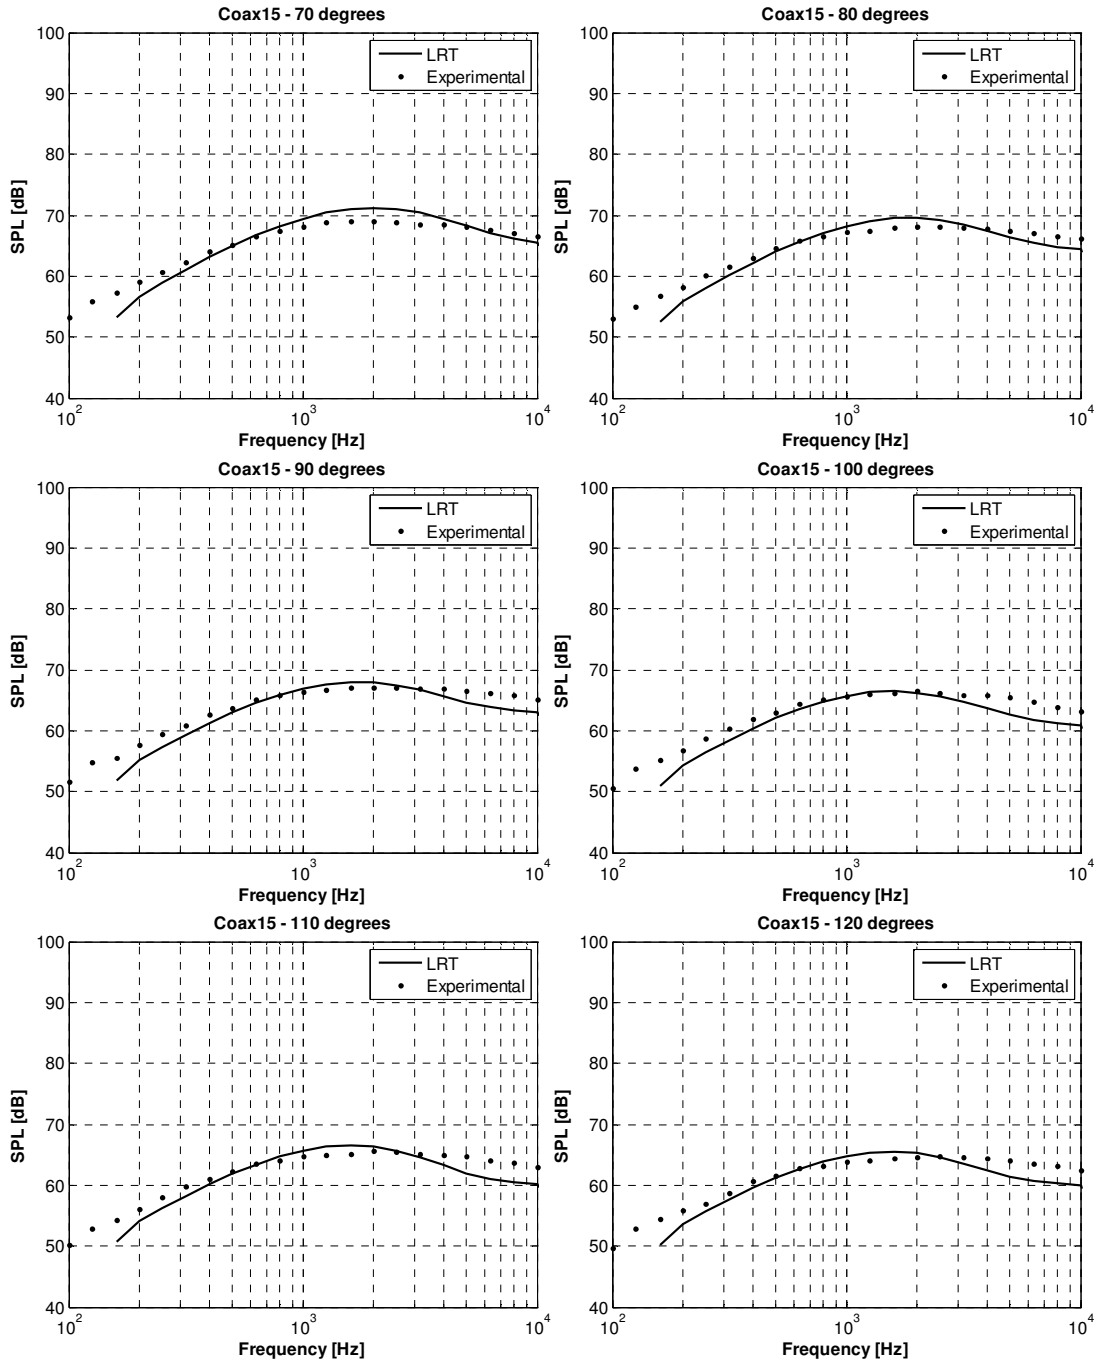 Coax15 - 70 degrees
100
90
80
70
60
50
40
SPL [dB]
LRT
Experimental
10^2
10^3
10^4
Frequency [Hz]
Coax15 - 80 degrees
100
90
80
70
60
50
40
SPL [dB]
LRT
Experimental
10^2
10^3
10^4
Frequency [Hz]
Coax15 - 90 degrees
100
90
80
70
60
50
40
SPL [dB]
LRT
Experimental
10^2
10^3
10^4
Frequency [Hz]
Coax15 - 100 degrees
100
90
80
70
60
50
40
SPL [dB]
LRT
Experimental
10^2
10^3
10^4
Frequency [Hz]
Coax15 - 110 degrees
100
90
80
70
60
50
40
SPL [dB]
LRT
Experimental
10^2
10^3
10^4
Frequency [Hz]
Coax15 - 120 degrees
100
90
80
70
60
50
40
SPL [dB]
LRT
Experimental
10^2
10^3
10^4
Frequency [Hz]